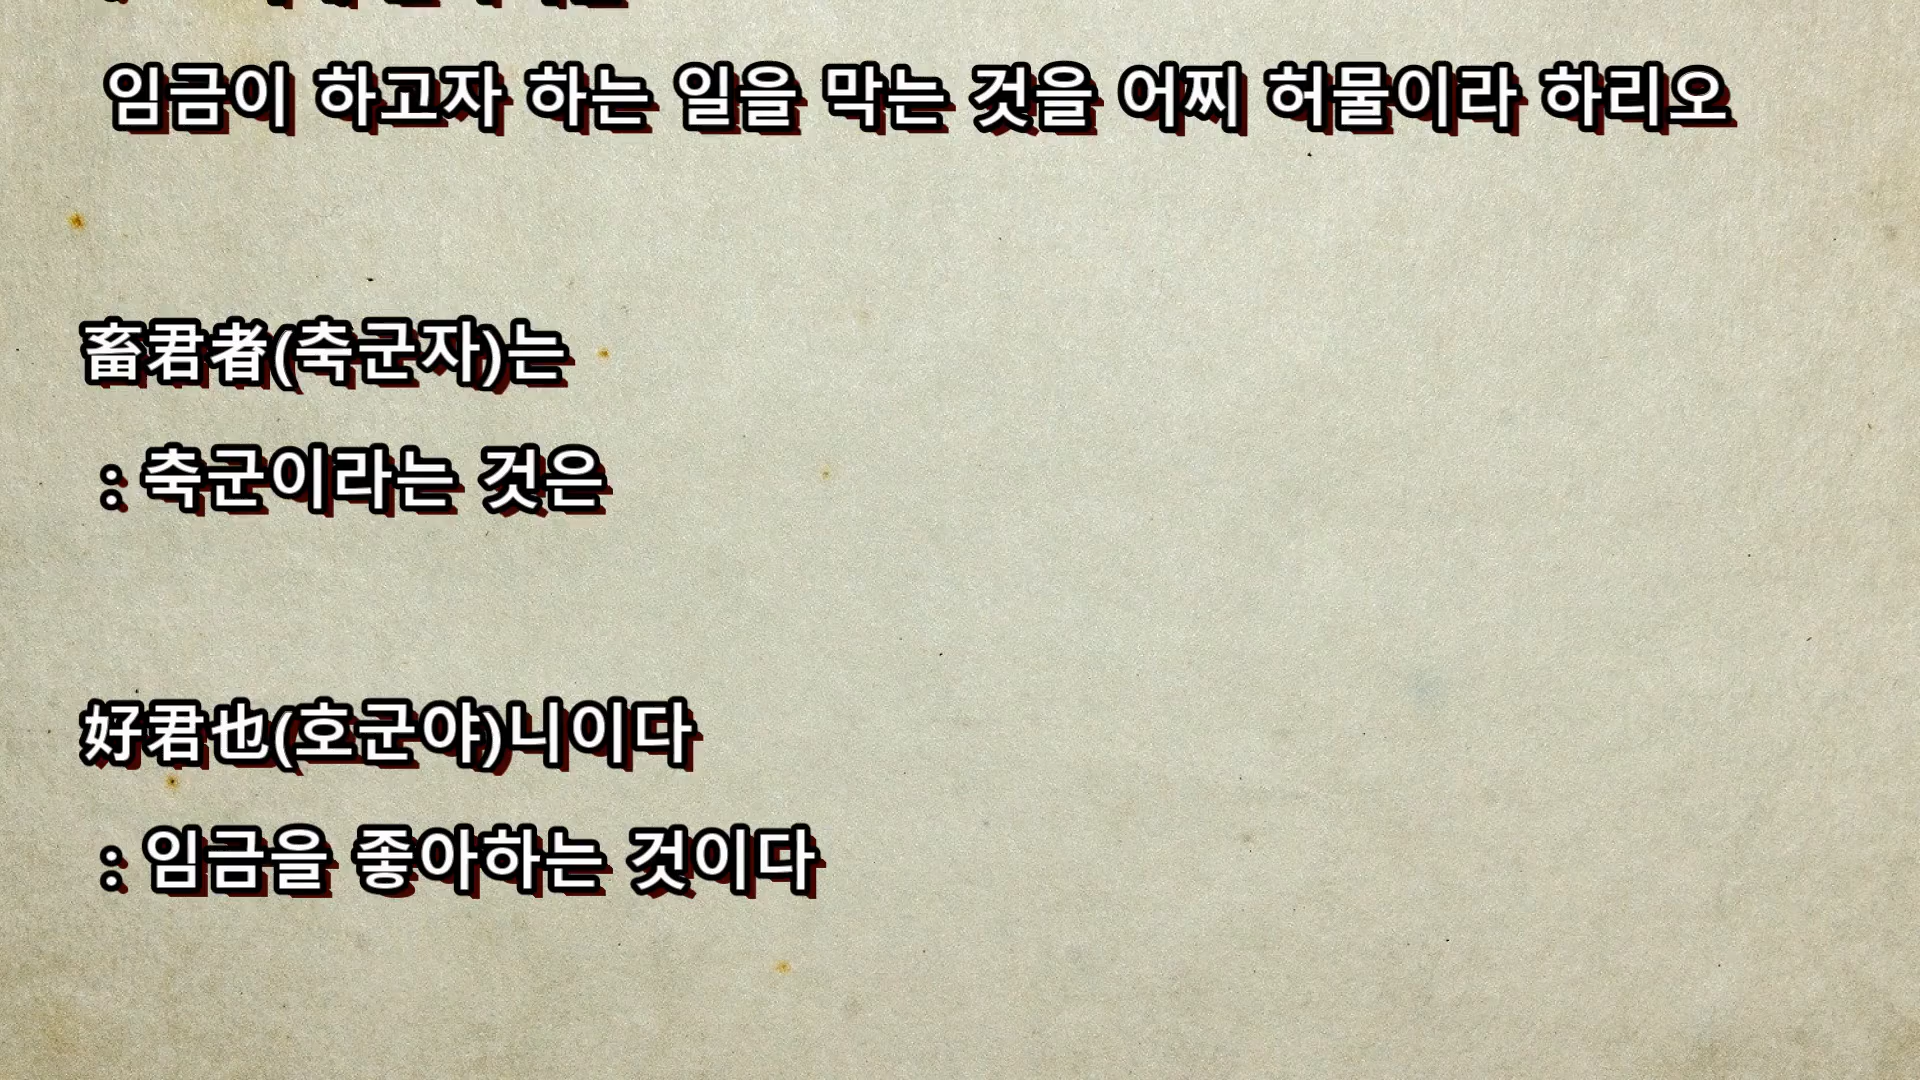 임금이 하고자 하는 일을 막는 것을 어찌 허물이라 하리오
畜君者(축군자)는
: 축군이라는 것은
好君也(호군야)니이다
: 임금을 좋아하는 것이다